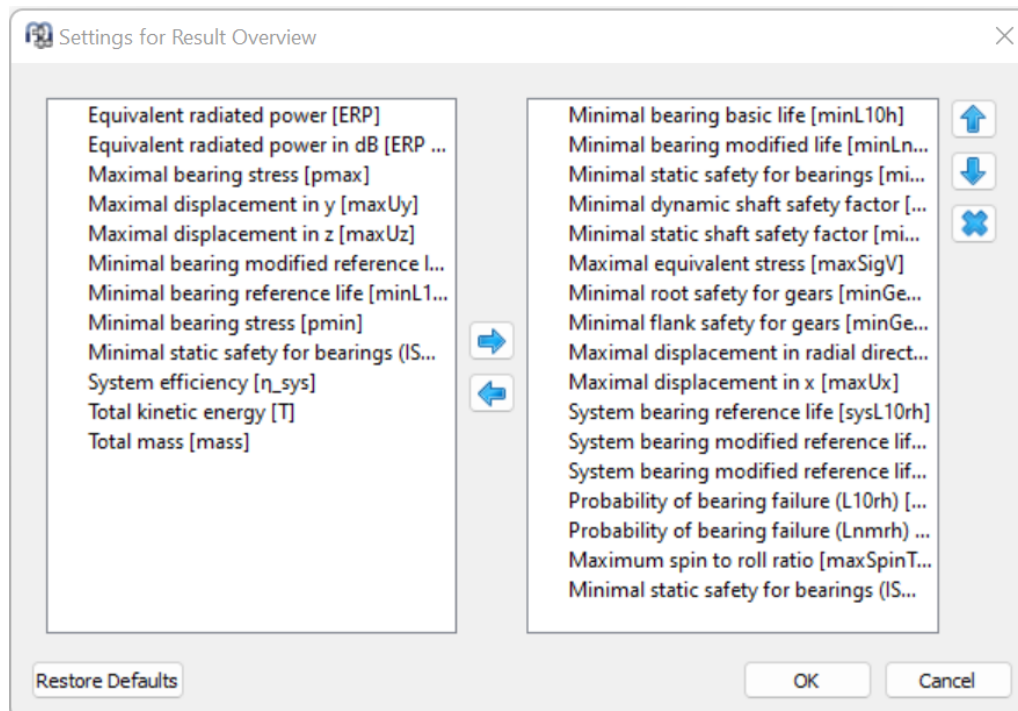 Settings for Result Overview
Equivalent radiated power [ERP]
Equivalent radiated power in dB [ERP ...
Maximal bearing stress [pmax]
Maximal displacement in y [maxUy]
Maximal displacement in z [maxUz]
Minimal bearing modified reference l...
Minimal bearing reference life [minL1...
Minimal bearing stress [pmin]
Minimal static safety for bearings (IS...
System efficiency [η_sys]
Total kinetic energy [T]
Total mass [mass]
Minimal bearing basic life [minL10h]
Minimal bearing modified life [minLn...
Minimal static safety for bearings [mi...
Minimal dynamic shaft safety factor [...
Minimal static shaft safety factor [mi...
Maximal equivalent stress [maxSigV]
Minimal root safety for gears [minGe...
Minimal flank safety for gears [minGe...
Maximal displacement in radial direct...
Maximal displacement in x [maxUx]
System bearing reference life [sysL10rh]
System bearing modified reference lif...
System bearing modified reference lif...
Probability of bearing failure (L10rh) [...
Probability of bearing failure (Lnmrh) ...
Maximum spin to roll ratio [maxSpinT...
Minimal static safety for bearings (IS...
Restore Defaults
OK
Cancel